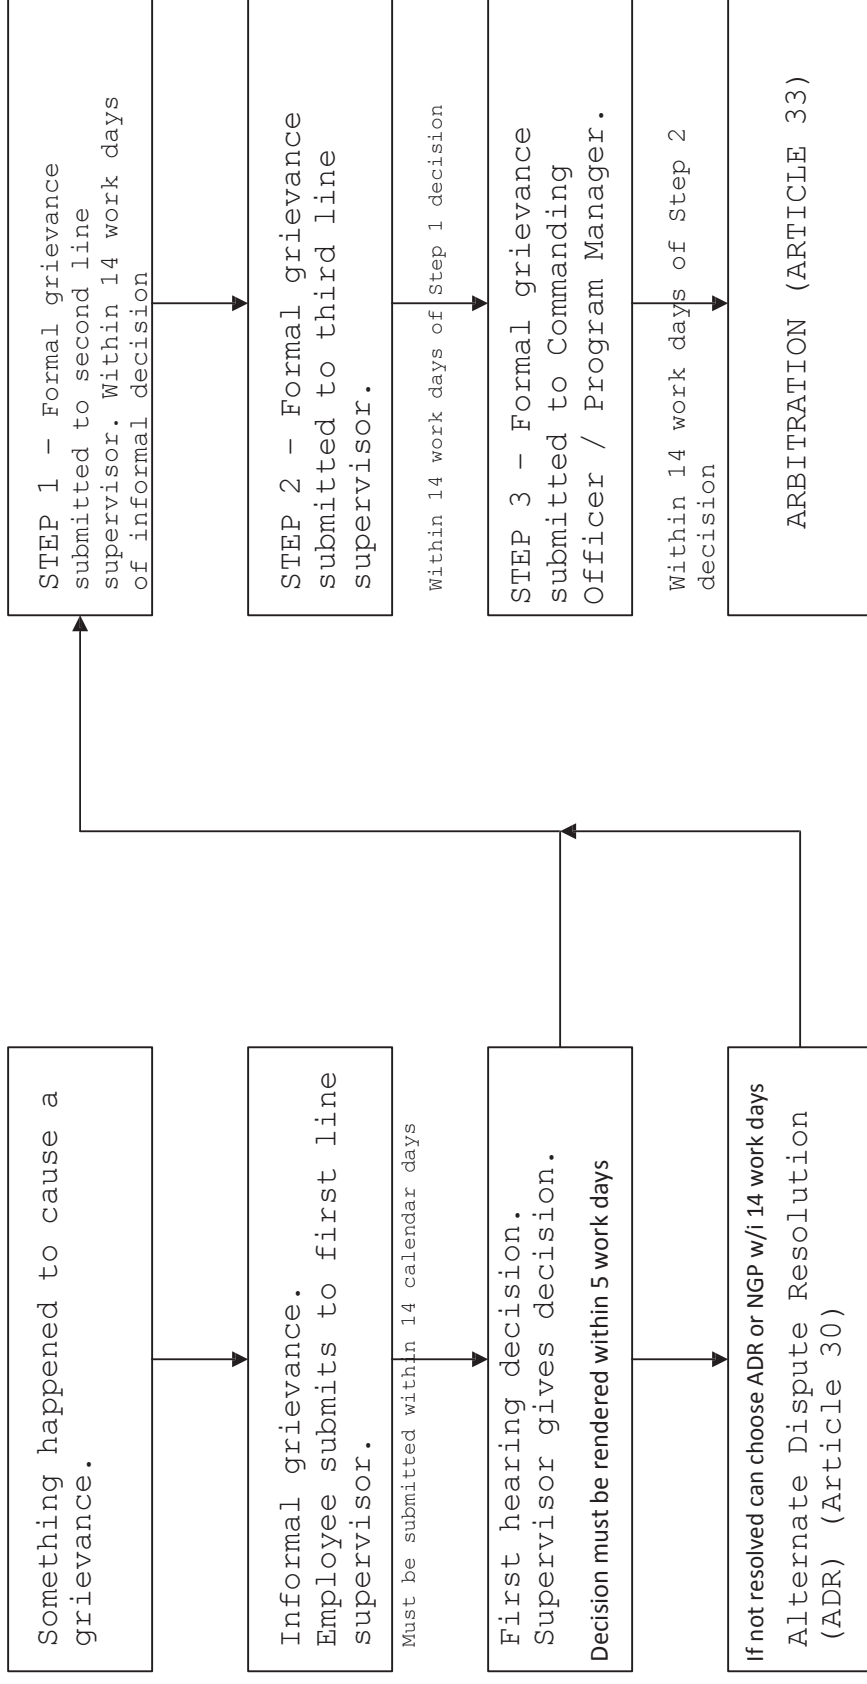 Something happened to cause a
grievance.
Informal grievance.
Employee submits to first line
supervisor.
Must be submitted within 14 calendar days
First hearing decision.
Supervisor gives decision.
Decision must be rendered within 5 work days
If not resolved can choose ADR or NGP w/i 14 work days
Alternate Dispute Resolution
(ADR) (Article 30)
STEP 1 – Formal grievance
submitted to second line
supervisor. Within 14 work days
of informal decision
STEP 2 – Formal grievance
submitted to third line
supervisor.
Within 14 work days of Step 1 decision
STEP 3 – Formal grievance
submitted to Commanding
Officer / Program Manager.
Within 14 work days of Step 2
decision
ARBITRATION (ARTICLE 33)